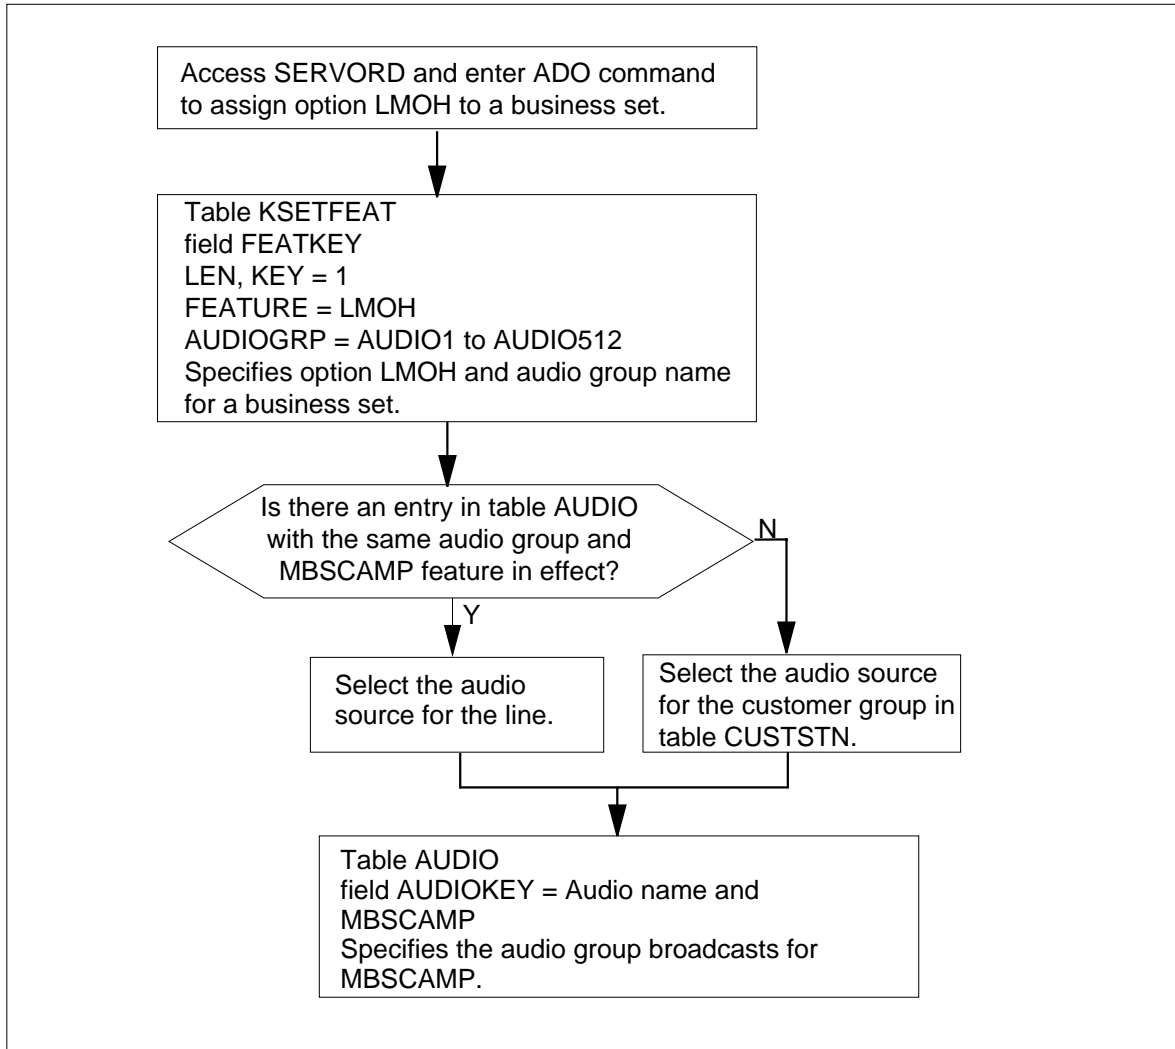 Access SERVORD and enter ADO command
to assign option LMOH to a business set.
Table KSETFEAT
field FEATKEY
LEN, KEY = 1
FEATURE = LMOH
AUDIOGRP = AUDIO1 to AUDIO512
Specifies option LMOH and audio group name
for a business set.
Is there an entry in table AUDIO
with the same audio group and
MBSCAMP feature in effect?
N
Y
Select the audio
source for the line.
Select the audio source
for the customer group in
table CUSTSTN.
Table AUDIO
field AUDIOKEY = Audio name and
MBSCAMP
Specifies the audio group broadcasts for
MBSCAMP.